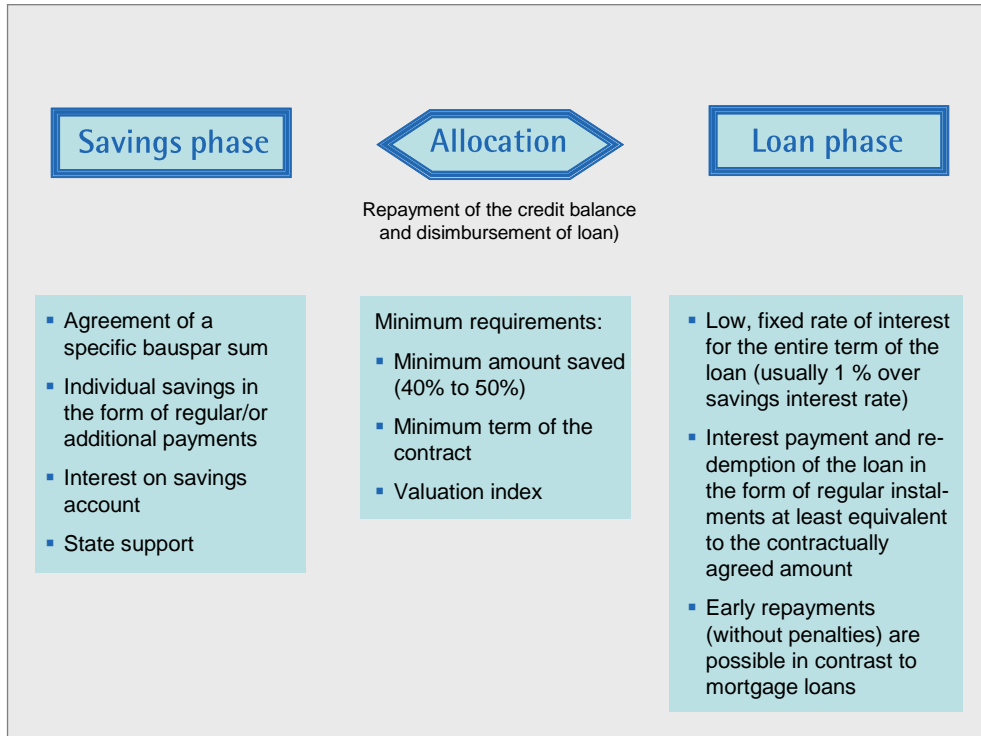 Savings phase
Allocation
Loan phase
Repayment of the credit balance
and disimbursement of loan)
▪ Agreement of a
specific bauspar sum
▪ Individual savings in
the form of regular/or
additional payments
▪ Interest on savings
account
▪ State support
Minimum requirements:
▪ Minimum amount saved
(40% to 50%)
▪ Minimum term of the
contract
▪ Valuation index
▪ Low, fixed rate of interest
for the entire term of the
loan (usually 1 % over
savings interest rate)
▪ Interest payment and re-
demption of the loan in
the form of regular instal-
ments at least equivalent
to the contractually
agreed amount
▪ Early repayments
(without penalties) are
possible in contrast to
mortgage loans